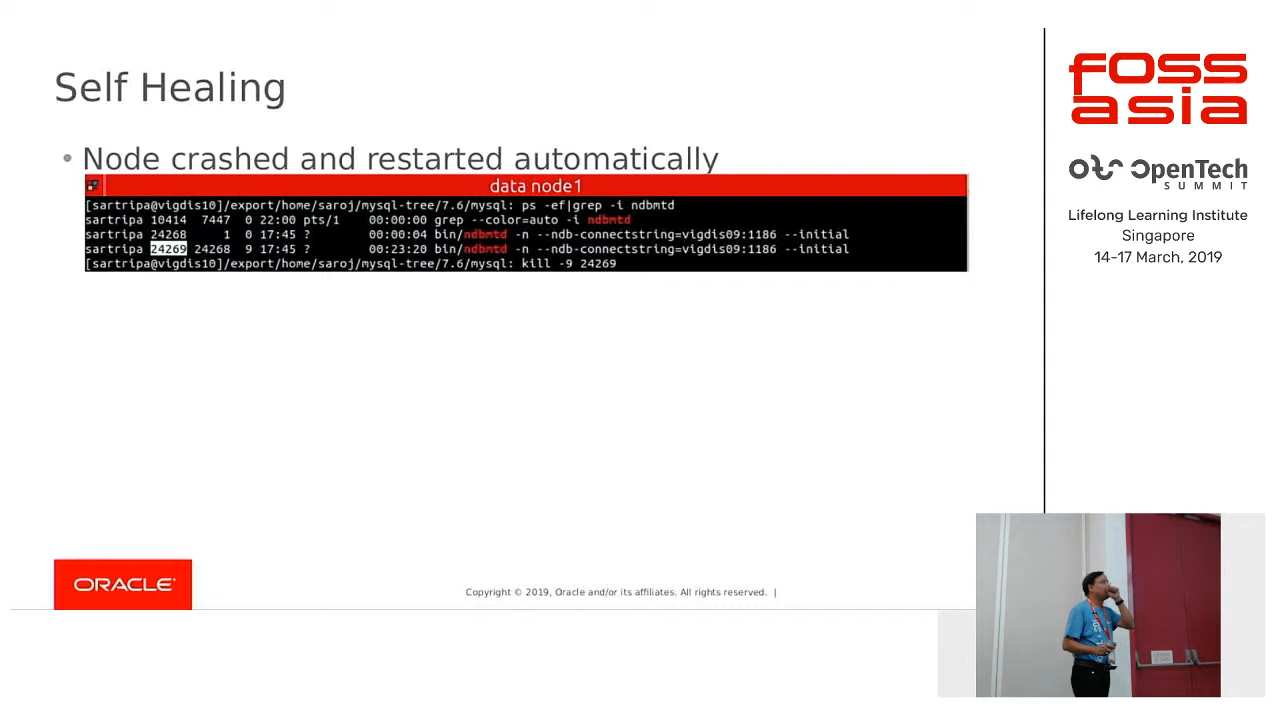 Self Healing
• Node crashed and restarted automatically
data node1
[sartripa@vigdis10]/export/home/saroj/mysql-tree/7.6/mysql: ps -ef|grep -i ndbmtd
sartripa 10414 7447 0 22:00 pts/1 00:00:00 grep --color=auto -i ndbmtd
sartripa 24268 1 0 17:45 ? 00:00:04 bin/ndbmtd -n --ndb-connectstring=vigdis09:1186 --initial
sartripa 24269 24268 9 17:45 ? 00:23:20 bin/ndbmtd -n --ndb-connectstring=vigdis09:1186 --initial
[sartripa@vigdis10]/export/home/saroj/mysql-tree/7.6/mysql: kill -9 24269
ORACLE
Copyright © 2019, Oracle and/or its affiliates. All rights reserved. |
FOSS
asia
OpenTech
SUMMIT
Lifelong Learning Institute
Singapore
14-17 March, 2019